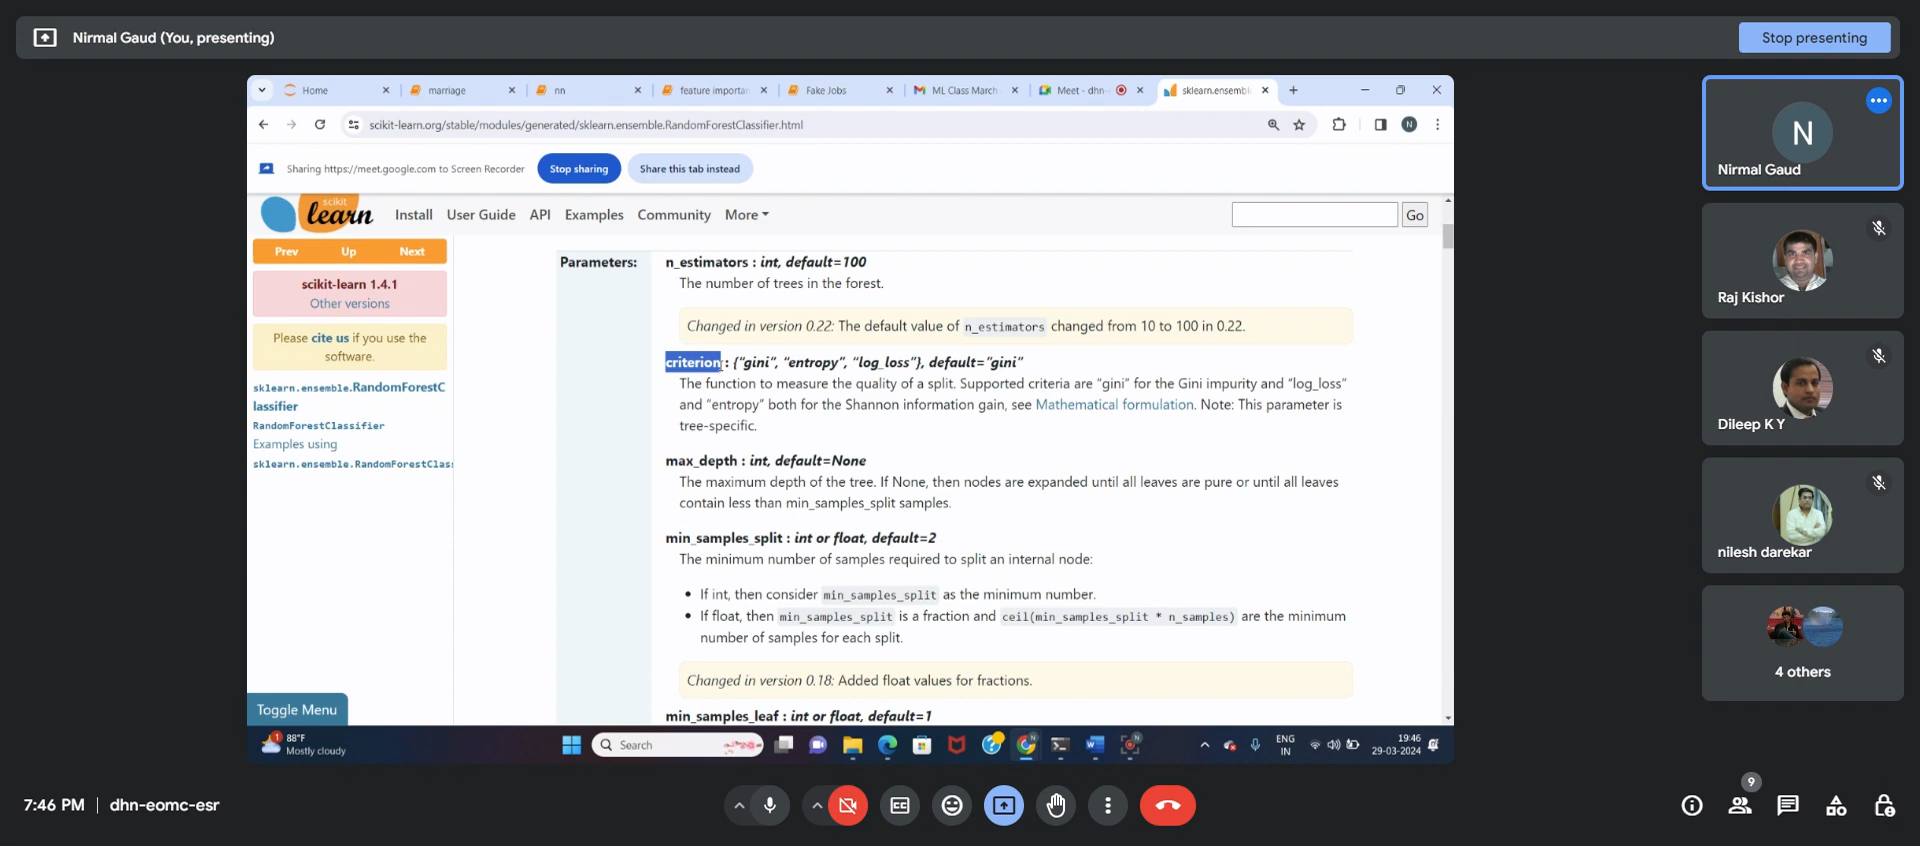 Nirmal Gaud (You, presenting)
Stop presenting
Home
marriage
nn
feature importan
Fake Jobs
ML Class March
Meet - dhn-
sklearn.ensembl
scikit-learn.org/stable/modules/generated/sklearn.ensemble.RandomForestClassifier.html
N
Sharing https://meet.google.com to Screen Recorder
Stop sharing
Share this tab instead
scikit
learn
Install User Guide API Examples Community More
Go
Prev Up Next
scikit-learn 1.4.1
Other versions
Please cite us if you use the
software.
sklearn.ensemble.RandomForestC
lassifier
RandomForestClassifier
Examples using
sklearn.ensemble.RandomForestClas
Parameters:
n_estimators : int, default=100
The number of trees in the forest.
Changed in version 0.22: The default value of n_estimators changed from 10 to 100 in 0.22.
criterion : {“gini”, “entropy”, “log_loss”}, default=”gini”
The function to measure the quality of a split. Supported criteria are “gini” for the Gini impurity and “log_loss”
and “entropy” both for the Shannon information gain, see Mathematical formulation. Note: This parameter is
tree-specific.
max_depth : int, default=None
The maximum depth of the tree. If None, then nodes are expanded until all leaves are pure or until all leaves
contain less than min_samples_split samples.
min_samples_split : int or float, default=2
The minimum number of samples required to split an internal node:
• If int, then consider min_samples_split as the minimum number.
• If float, then min_samples_split is a fraction and ceil(min_samples_split * n_samples) are the minimum
number of samples for each split.
Changed in version 0.18: Added float values for fractions.
min_samples_leaf : int or float, default=1
Toggle Menu
1
88°F
Mostly cloudy
Search
ENG
IN
19:46
29-03-2024
N
Nirmal Gaud
Raj Kishor
Dileep K Y
nilesh darekar
4 others
7:46 PM | dhn-eomc-esr
9